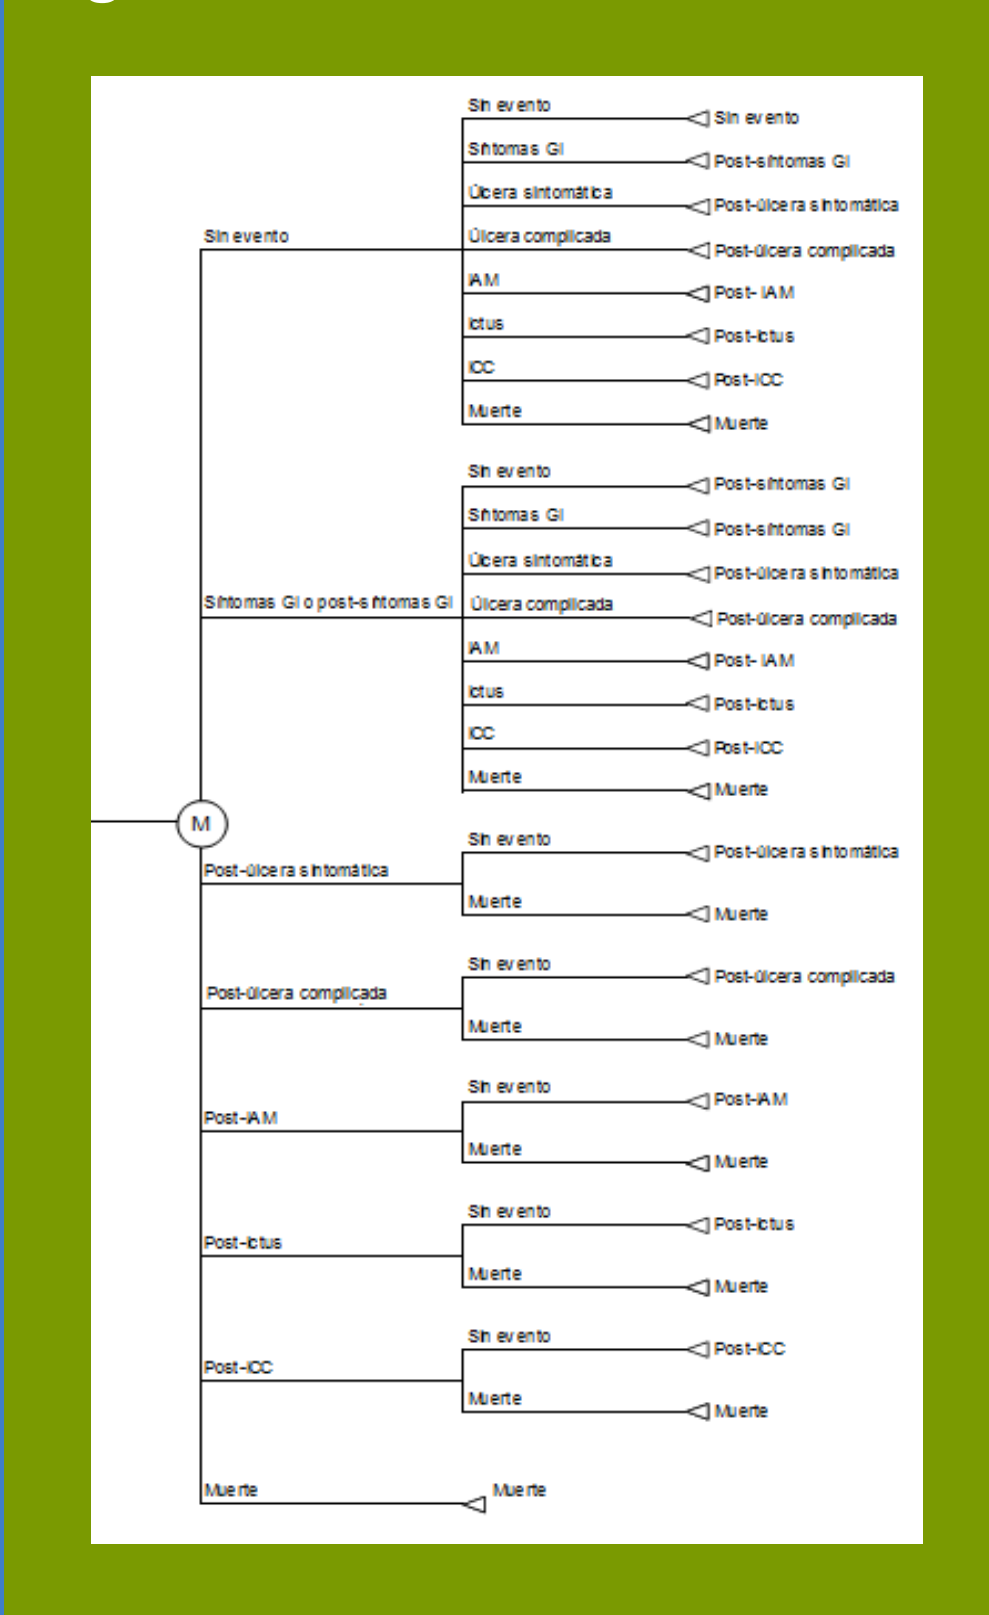 Sin evento
Sin evento
Síntomas GI
Post-síntomas GI
Úlcera sintomática
Post-úlcera sintomática
Sin evento
Úlcera complicada
Post-úlcera complicada
IAM
Post- IAM
Ictus
Post-Ictus
ICC
Post-ICC
Muerte
Muerte
Sin evento
Post-síntomas GI
Síntomas GI
Post-síntomas GI
Úlcera sintomática
Post-úlcera sintomática
Síntomas GI o post-síntomas GI
Úlcera complicada
Post-úlcera complicada
IAM
Post- IAM
Ictus
Post-Ictus
ICC
Post-ICC
Muerte
Muerte
M
Sin evento
Post-úlcera sintomática
Post-úlcera sintomática
Muerte
Muerte
Sin evento
Post-úlcera complicada
Post-úlcera complicada
Muerte
Muerte
Sin evento
Post-IAM
Post-IAM
Muerte
Muerte
Sin evento
Post-Ictus
Post-Ictus
Muerte
Muerte
Sin evento
Post-ICC
Post-ICC
Muerte
Muerte
Muerte
Muerte